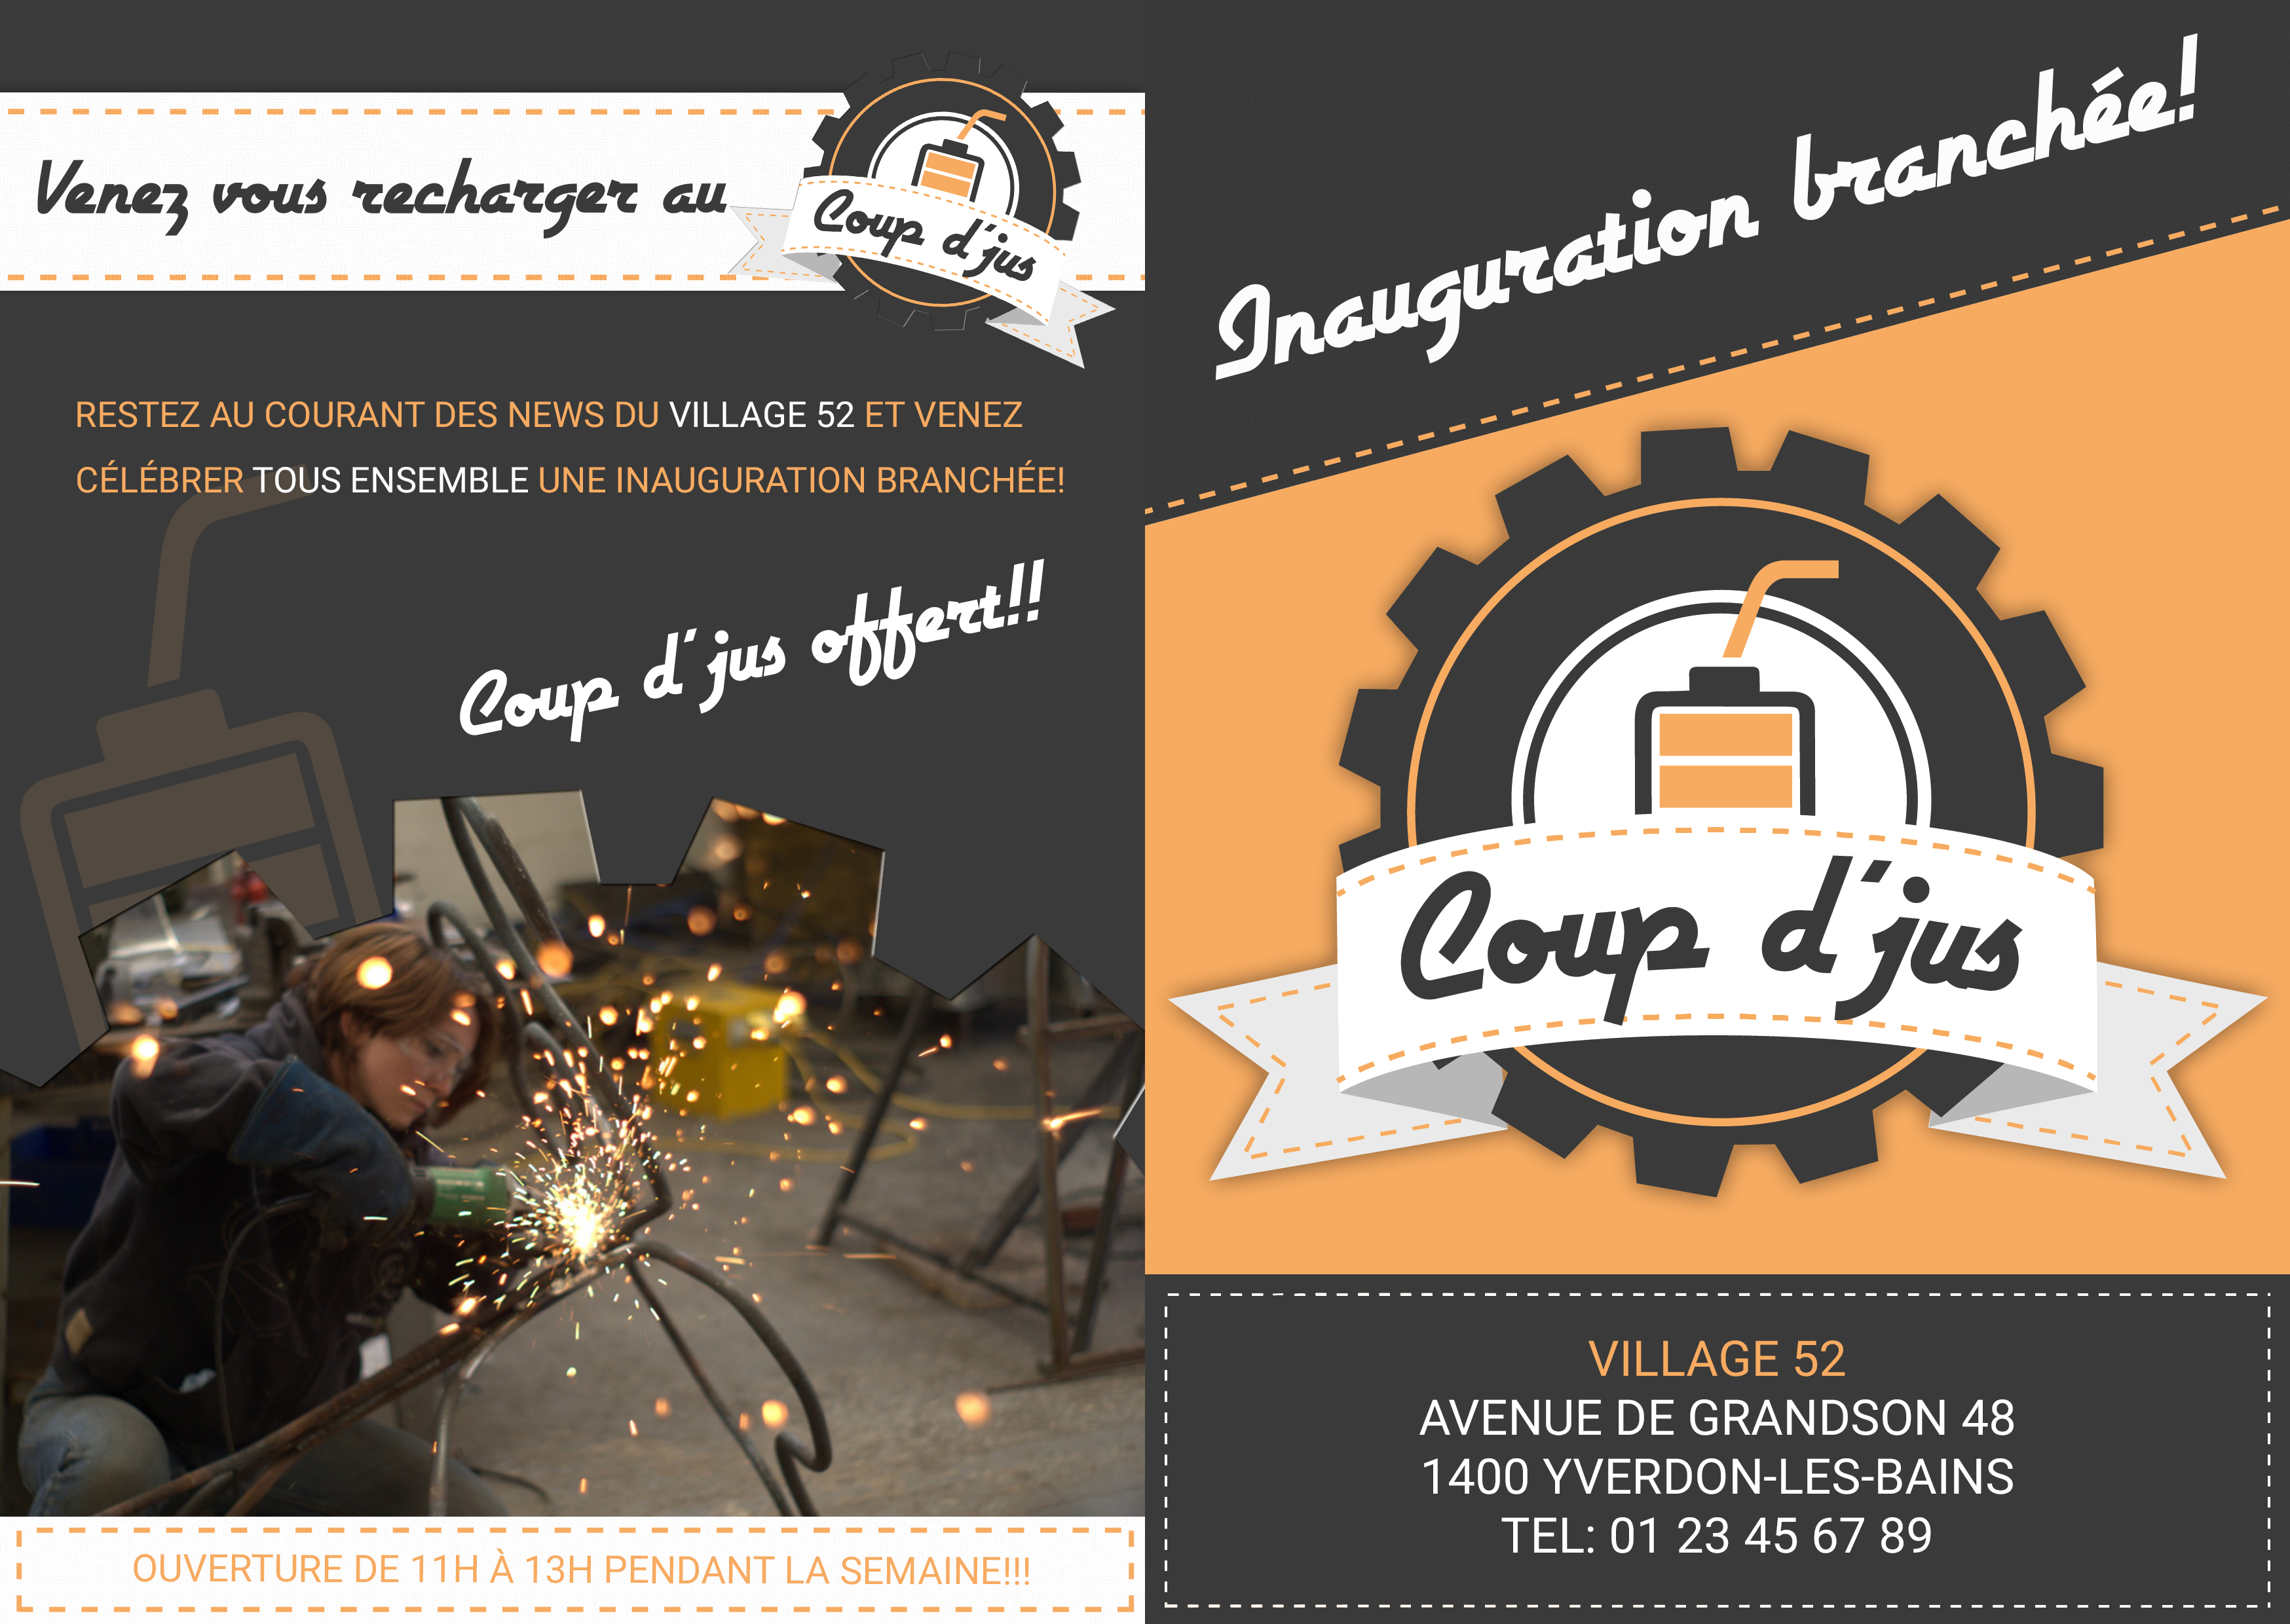 Venez vous recharger au
Coup d'jus
RESTEZ AU COURANT DES NEWS DU VILLAGE 52 ET VENEZ
CÉLÉBRER TOUS ENSEMBLE UNE INAUGURATION BRANCHÉE!
Coup d'jus offert!!
OUVERTURE DE 11H À 13H PENDANT LA SEMAINE!!!
Inauguration branchée!
Coup d'jus
VILLAGE 52
AVENUE DE GRANDSON 48
1400 YVERDON-LES-BAINS
TEL: 01 23 45 67 89